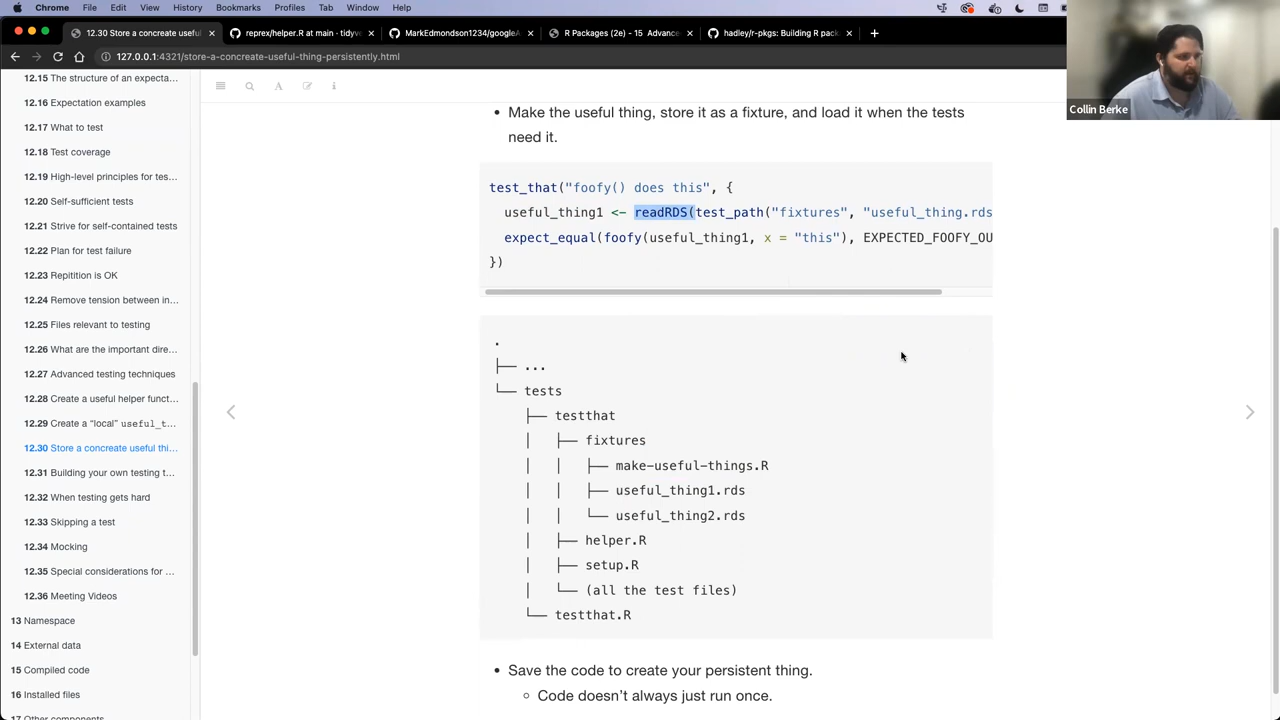 Chrome File Edit View History Bookmarks Profiles Tab Window Help
12.30 Store a concreate useful
reprex/helper.R at main · tidyve
MarkEdmondson1234/googleA
R Packages (2e) - 15 Advance
hadley/r-pkgs: Building R pack
127.0.0.1:4321/store-a-concreate-useful-thing-persistently.html
Collin Berke
12.15 The structure of an expecta...
12.16 Expectation examples
12.17 What to test
12.18 Test coverage
12.19 High-level principles for tes...
12.20 Self-sufficient tests
12.21 Strive for self-contained tests
12.22 Plan for test failure
12.23 Repitition is OK
12.24 Remove tension between in...
12.25 Files relevant to testing
12.26 What are the important dire...
12.27 Advanced testing techniques
12.28 Create a useful helper funct...
12.29 Create a “local” useful_t...
12.30 Store a concreate useful thi...
12.31 Building your own testing t...
12.32 When testing gets hard
12.33 Skipping a test
12.34 Mocking
12.35 Special considerations for ...
12.36 Meeting Videos
13 Namespace
14 External data
15 Compiled code
16 Installed files
17 Other components
• Make the useful thing, store it as a fixture, and load it when the tests
need it.
test_that("foofy() does this", {
  useful_thing1 <- readRDS(test_path("fixtures", "useful_thing.rds
  expect_equal(foofy(useful_thing1, x = "this"), EXPECTED_FOOFY_OU
})
.
├── ...
└── tests
    ├── testthat
    │   ├── fixtures
    │   │   ├── make-useful-things.R
    │   │   ├── useful_thing1.rds
    │   │   └── useful_thing2.rds
    │   ├── helper.R
    │   ├── setup.R
    │   └── (all the test files)
    └── testthat.R
• Save the code to create your persistent thing.
◦ Code doesn’t always just run once.